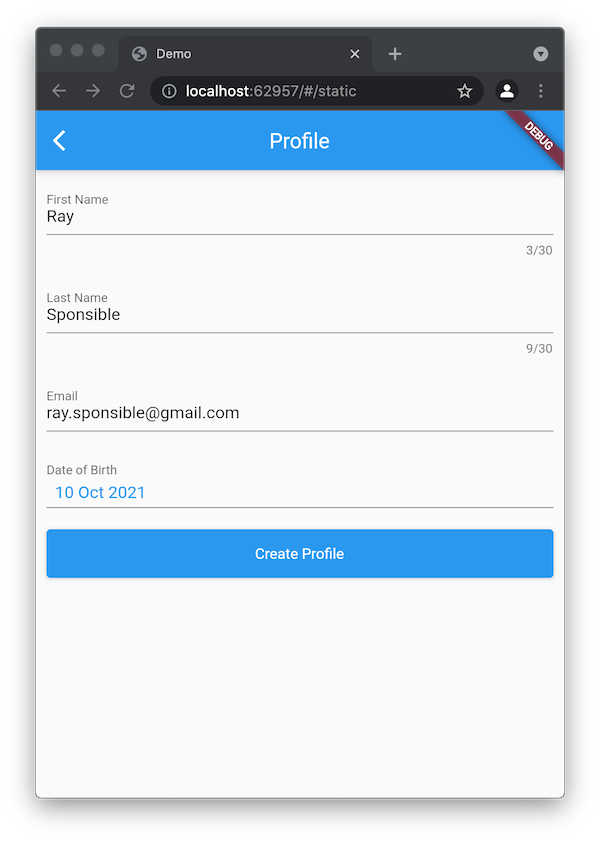 Demo
localhost:62957/#/static
Profile
DEBUG
First Name
Ray
3/30
Last Name
Sponsible
9/30
Email
ray.sponsible@gmail.com
Date of Birth
10 Oct 2021
Create Profile